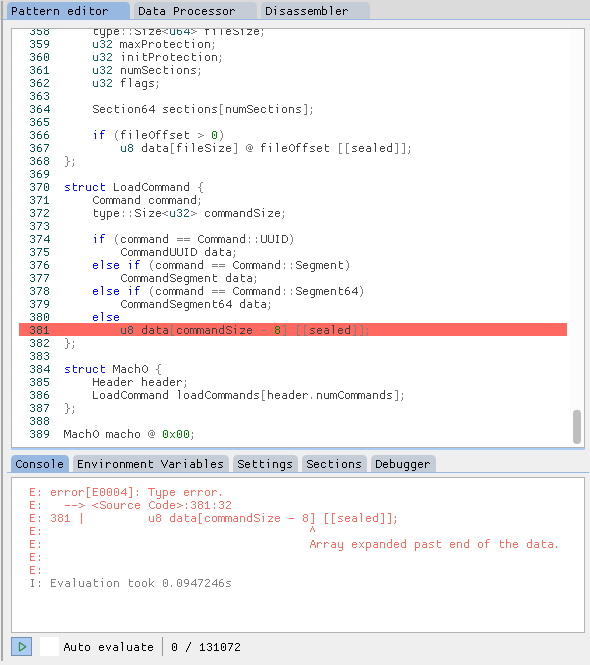 Pattern editor Data Processor Disassembler
358 type::Size<u64> fileSize;
359 u32 maxProtection;
360 u32 initProtection;
361 u32 numSections;
362 u32 flags;
363
364 Section64 sections[numSections];
365
366 if (fileOffset > 0)
367 u8 data[fileSize] @ fileOffset [[sealed]];
368 };
369
370 struct LoadCommand {
371 Command command;
372 type::Size<u32> commandSize;
373
374 if (command == Command::UUID)
375 CommandUUID data;
376 else if (command == Command::Segment)
377 CommandSegment data;
378 else if (command == Command::Segment64)
379 CommandSegment64 data;
380 else
381 u8 data[commandSize - 8] [[sealed]];
382 };
383
384 struct MachO {
385 Header header;
386 LoadCommand loadCommands[header.numCommands];
387 };
388
389 MachO macho @ 0x00;
Console Environment Variables Settings Sections Debugger
E: error[E0004]: Type error.
E: --> <Source Code>:381:32
E: 381 | u8 data[commandSize - 8] [[sealed]];
E: ^
E: Array expanded past end of the data.
E:
E:
I: Evaluation took 0.0947246s
Auto evaluate 0 / 131072